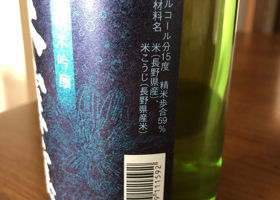 ルコール分15度 精米歩合59%
材料名
米(長野県産)、
米こうじ(長野県産米)
米吟醸
9111592